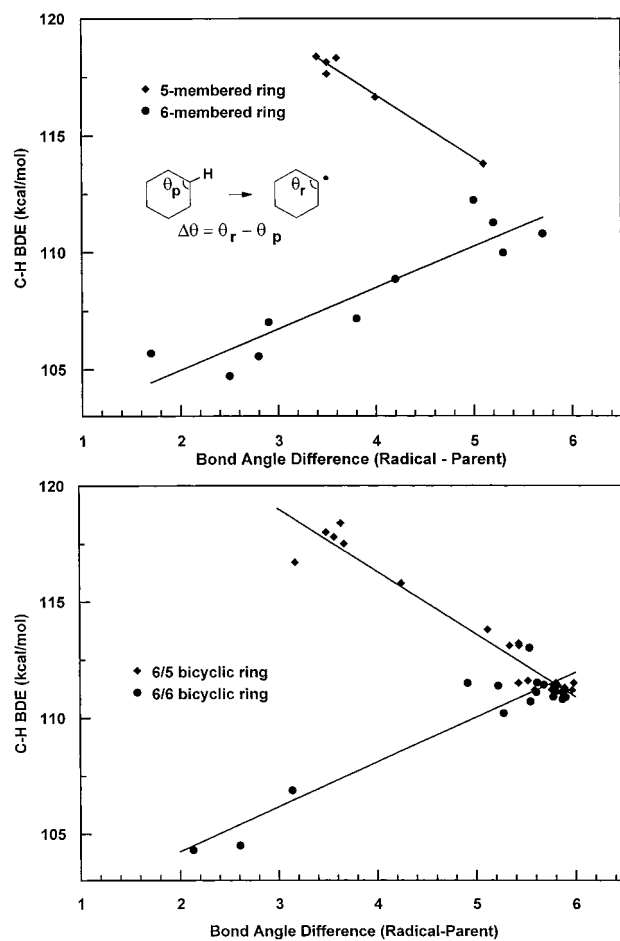 120
115
110
105
C-H BDE (kcal/mol)
5-membered ring
6-membered ring
θp
H
θr
Δθ = θr − θp
1 2 3 4 5 6
Bond Angle Difference (Radical - Parent)
120
115
110
105
C-H BDE (kcal/mol)
6/5 bicyclic ring
6/6 bicyclic ring
1 2 3 4 5 6
Bond Angle Difference (Radical-Parent)